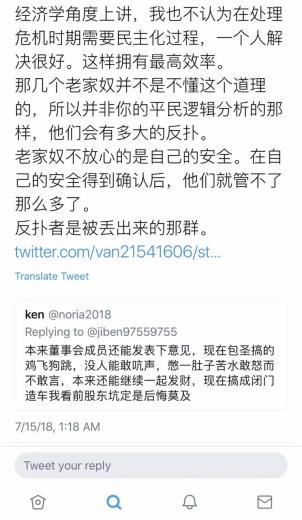 经济学角度上讲，我也不认为在处理
危机时期需要民主化过程，一个人解
决很好。这样拥有最高效率。
那几个老家奴并不是不懂这个道理
的，所以并非你的平民逻辑分析的那
样，他们会有多大的反扑。
老家奴不放心的是自己的安全。在自
己的安全得到确认后，他们就管不了
那么多了。
反扑者是被丢出来的那群。
twitter.com/van21541606/st...
Translate Tweet
ken @noria2018
Replying to @jiben97559755
本来董事会成员还能发表下意见，现在包圣搞的
鸡飞狗跳，没人能敢吭声，憋一肚子苦水敢怒而
不敢言，本来还能继续一起发财，现在搞成闭门
造车我看前股东坑定是后悔莫及
7/15/18, 1:18 AM
Tweet your reply